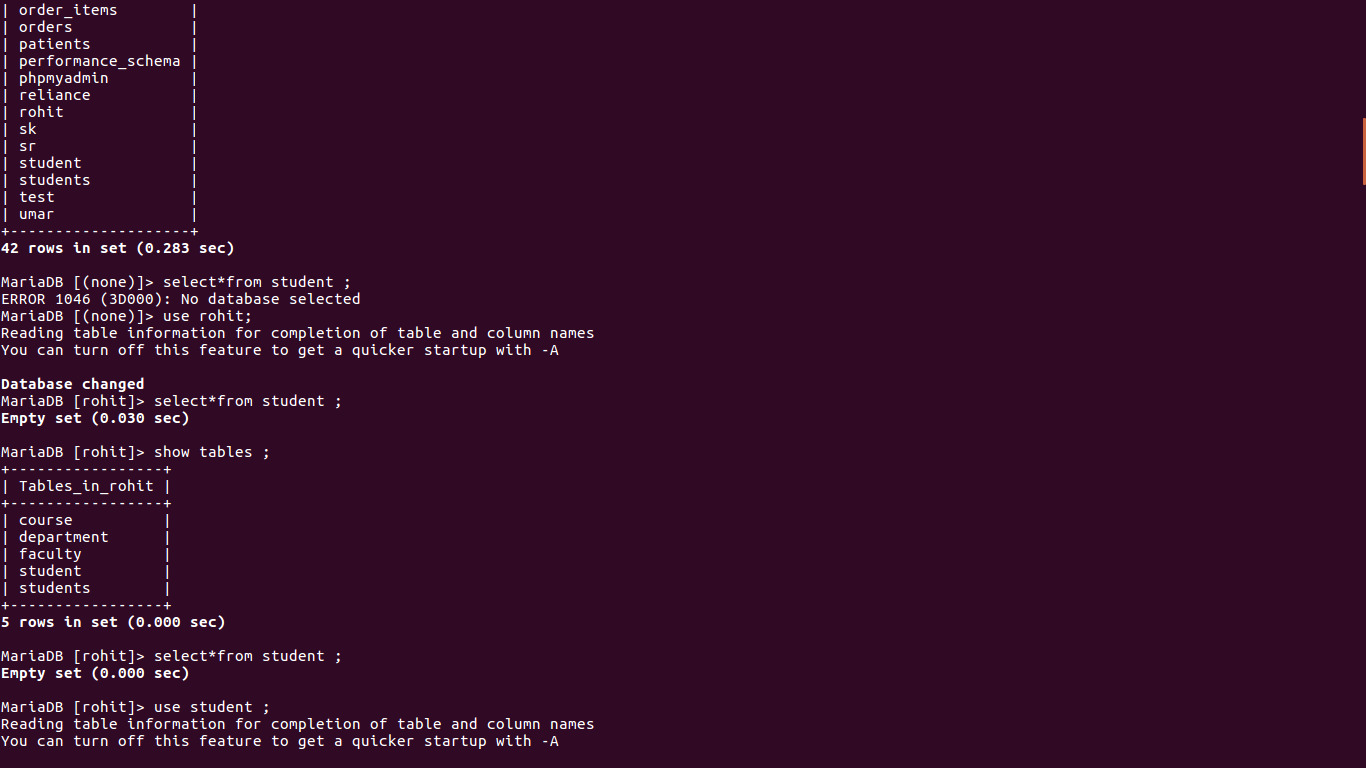 | order_items        |
| orders             |
| patients           |
| performance_schema |
| phpmyadmin         |
| reliance           |
| rohit              |
| sk                 |
| sr                 |
| student            |
| students           |
| test               |
| umar               |
+--------------------+
42 rows in set (0.283 sec)

MariaDB [(none)]> select*from student ;
ERROR 1046 (3D000): No database selected
MariaDB [(none)]> use rohit;
Reading table information for completion of table and column names
You can turn off this feature to get a quicker startup with -A

Database changed
MariaDB [rohit]> select*from student ;
Empty set (0.030 sec)

MariaDB [rohit]> show tables ;
+-----------------+
| Tables_in_rohit |
+-----------------+
| course          |
| department      |
| faculty         |
| student         |
| students        |
+-----------------+
5 rows in set (0.000 sec)

MariaDB [rohit]> select*from student ;
Empty set (0.000 sec)

MariaDB [rohit]> use student ;
Reading table information for completion of table and column names
You can turn off this feature to get a quicker startup with -A